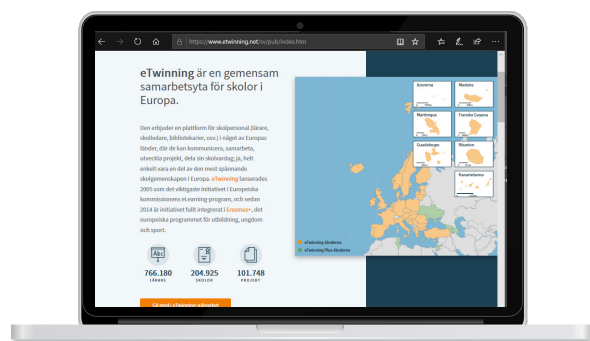 https://www.etwinning.net/sv/pub/index.htm
eTwinning är en gemensam
samarbetsyta för skolor i
Europa.
Den erbjuder en plattform för skolpersonal (lärare,
skolledare, bibliotekarier, osv.) i något av Europas
länder, där de kan kommunicera, samarbeta,
utveckla projekt, dela sin skolvardag; ja, helt
enkelt vara en del av den mest spännande
skolgemenskapen i Europa. eTwinning lanserades
2005 som det viktigaste initiativet i Europeiska
kommissionens eLearning-program, och sedan
2014 är initiativet fullt integrerat i Erasmus+, det
europeiska programmet för utbildning, ungdom
och sport.
Abc
766.180
LÄRARE
204.925
SKOLOR
101.748
PROJEKT
Gå med i eTwinning-nätverket
Azorerna
Madeira
Martinique
Franska Guyana
Guadeloupe
Réunion
Kanarieöarna
eTwinning-länderna
eTwinning Plus-länderna